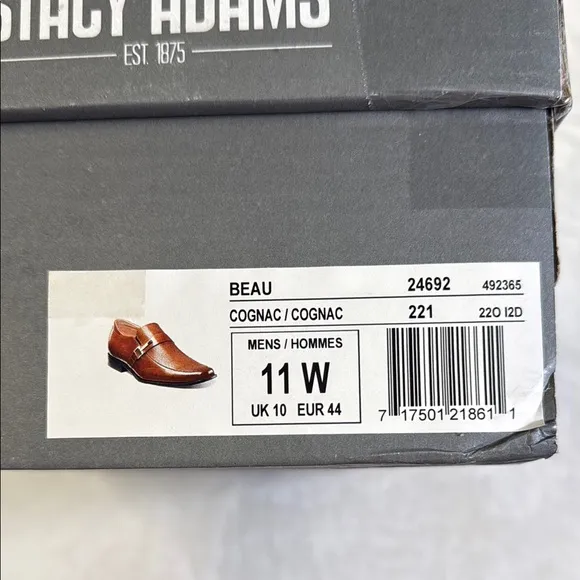 STACY ADAMS
EST. 1875
BEAU 24692 492365
COGNAC / COGNAC 221 22O I2D
MENS / HOMMES
11 W
UK 10 EUR 44
7 17501 21861 1